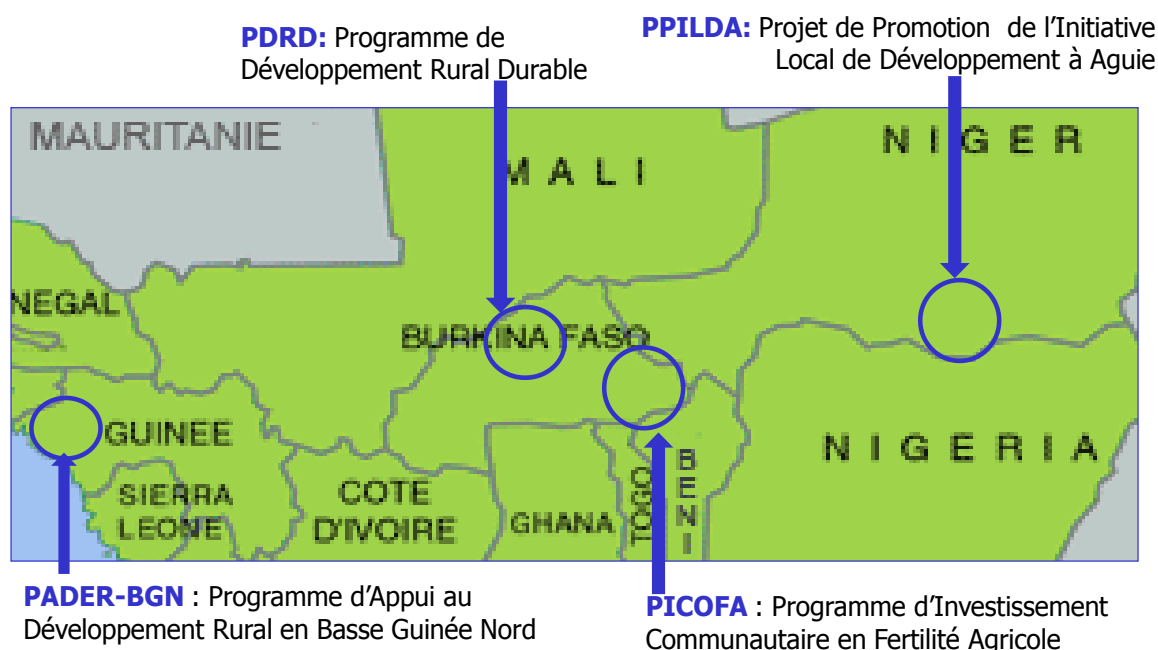 PDRD: Programme de
Développement Rural Durable
PPILDA: Projet de Promotion de l'Initiative
Local de Développement à Aguie
MAURITANIE
MALI
NIGER
NEGAL
BURKINA FASO
GUINEE
NIGERIA
SIERRA
LEONE
COTE
D'IVOIRE
GHANA
TOGO
BENI
PADER-BGN : Programme d'Appui au
Développement Rural en Basse Guinée Nord
PICOFA : Programme d'Investissement
Communautaire en Fertilité Agricole